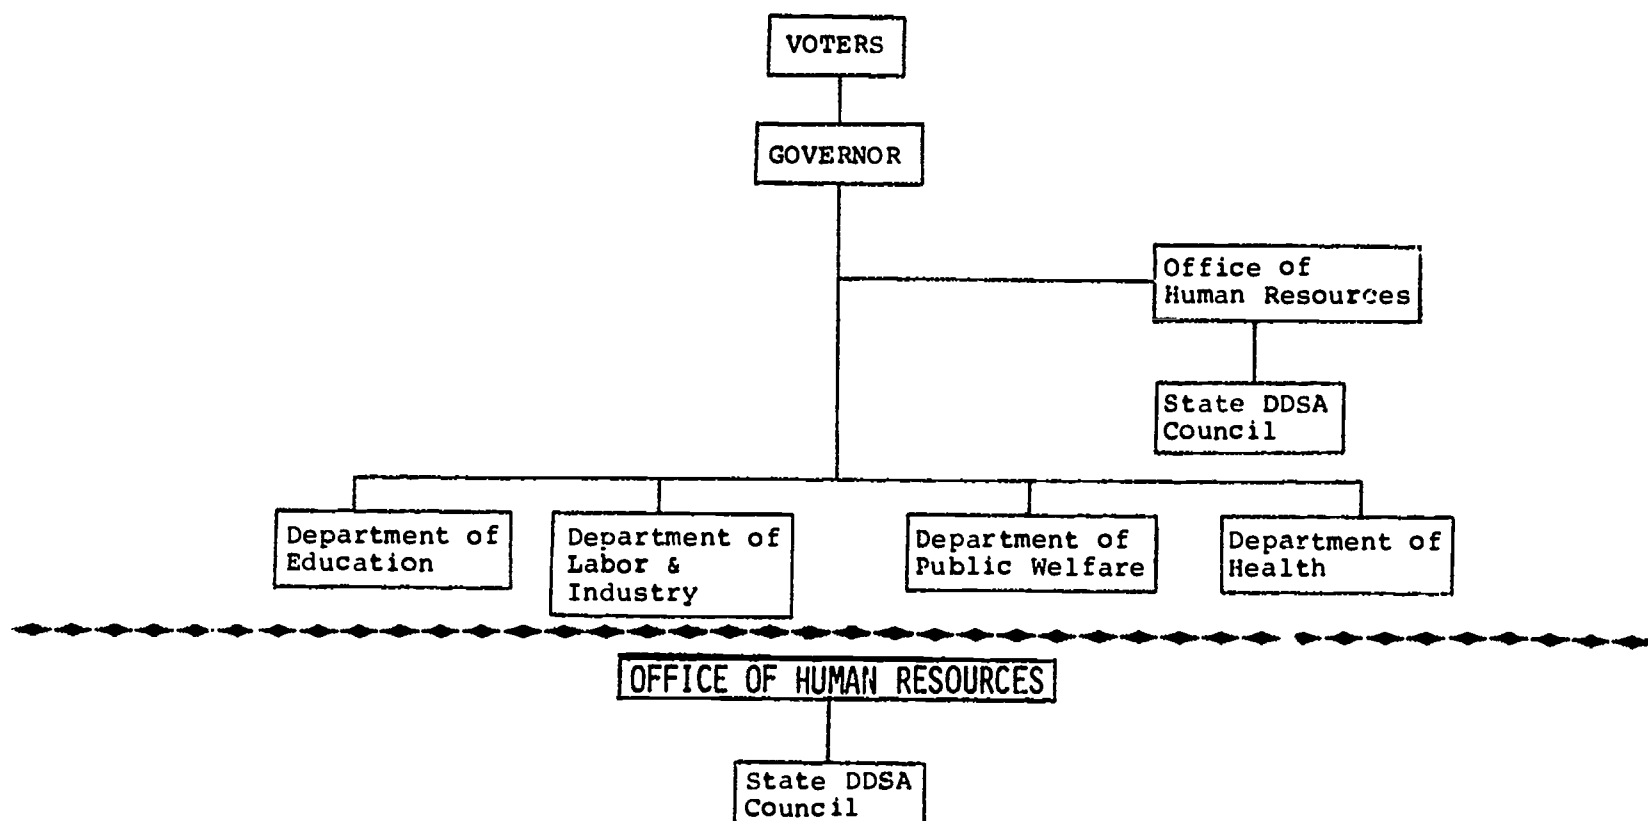 VOTERS
GOVERNOR
Office of
Human Resources
State DDSA
Council
Department of
Education
Department of
Labor &
Industry
Department of
Public Welfare
Department of
Health
OFFICE OF HUMAN RESOURCES
State DDSA
Council